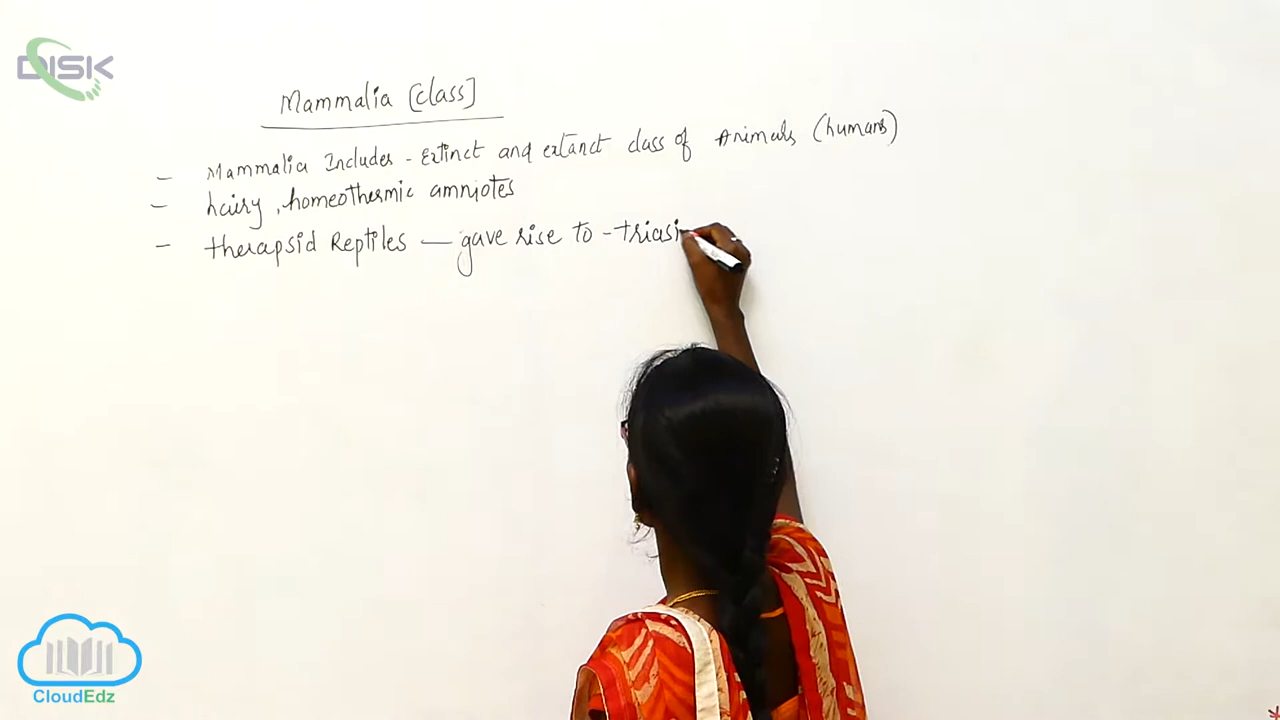 DISK
Mammalia [class]
- Mammalia Includes - Extinct and extanct class of Animals (humans)
- hairy, homeothermic amniotes
- therapsid Reptiles — gave rise to - triasi
CloudEdz